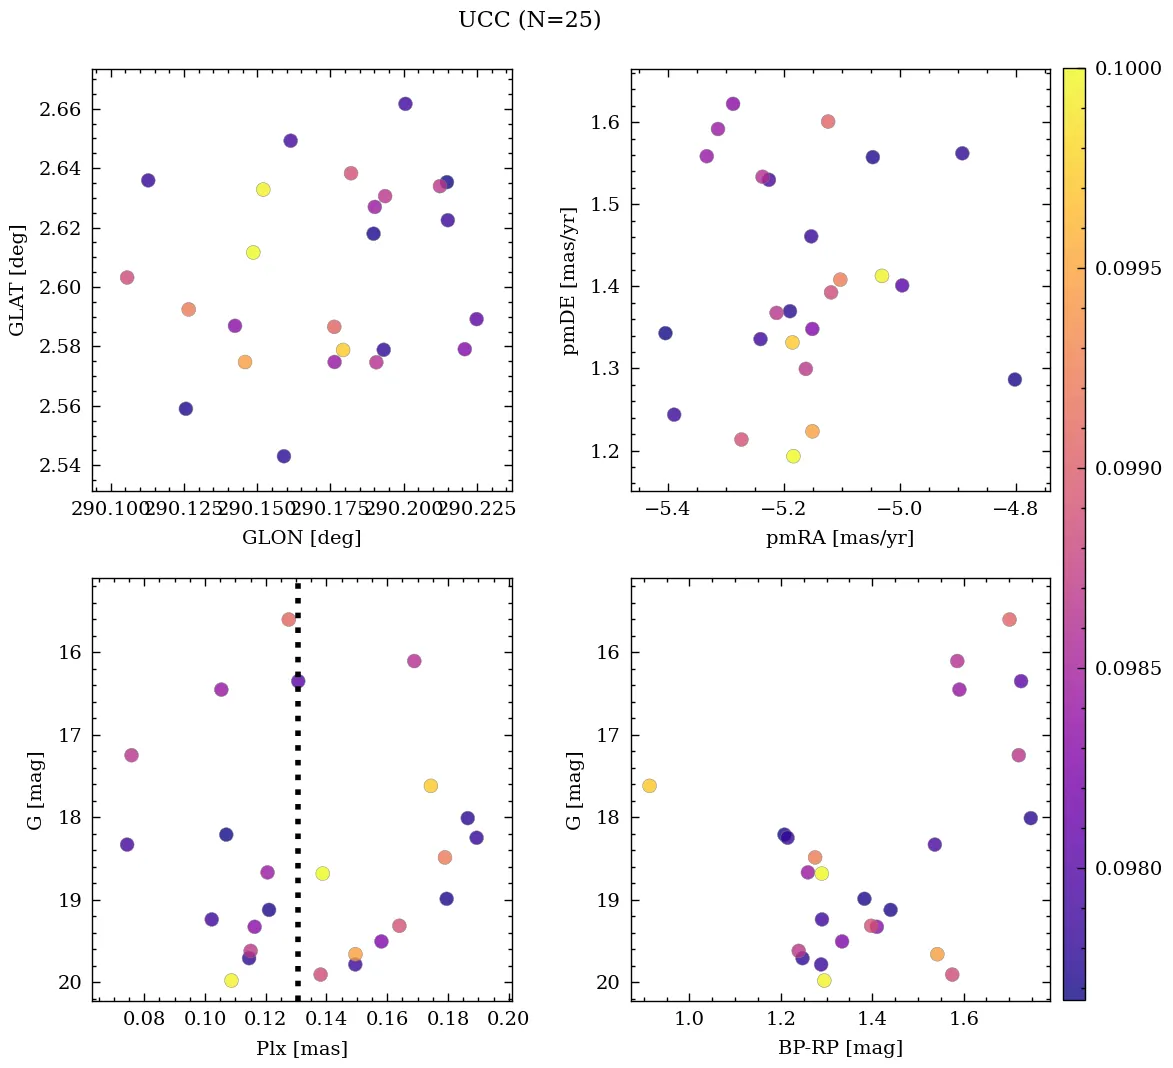 UCC (N=25)
2.66
2.64
2.62
2.60
2.58
2.56
2.54
GLAT [deg]
290.100 290.125 290.150 290.175 290.200 290.225
GLON [deg]
1.6
1.5
1.4
1.3
1.2
pmDE [mas/yr]
−5.4 −5.2 −5.0 −4.8
pmRA [mas/yr]
0.1000
0.0995
0.0990
0.0985
0.0980
16
17
18
19
20
G [mag]
0.08 0.10 0.12 0.14 0.16 0.18 0.20
Plx [mas]
16
17
18
19
20
G [mag]
1.0 1.2 1.4 1.6
BP-RP [mag]